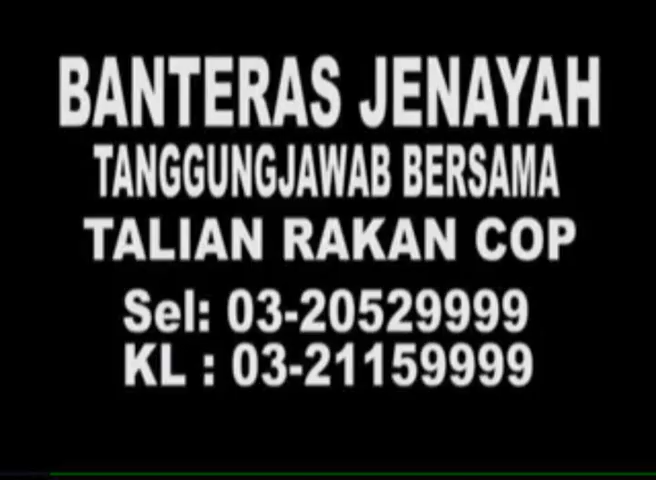 BANTERAS JENAYAH
TANGGUNGJAWAB BERSAMA
TALIAN RAKAN COP
Sel: 03-20529999
KL : 03-21159999